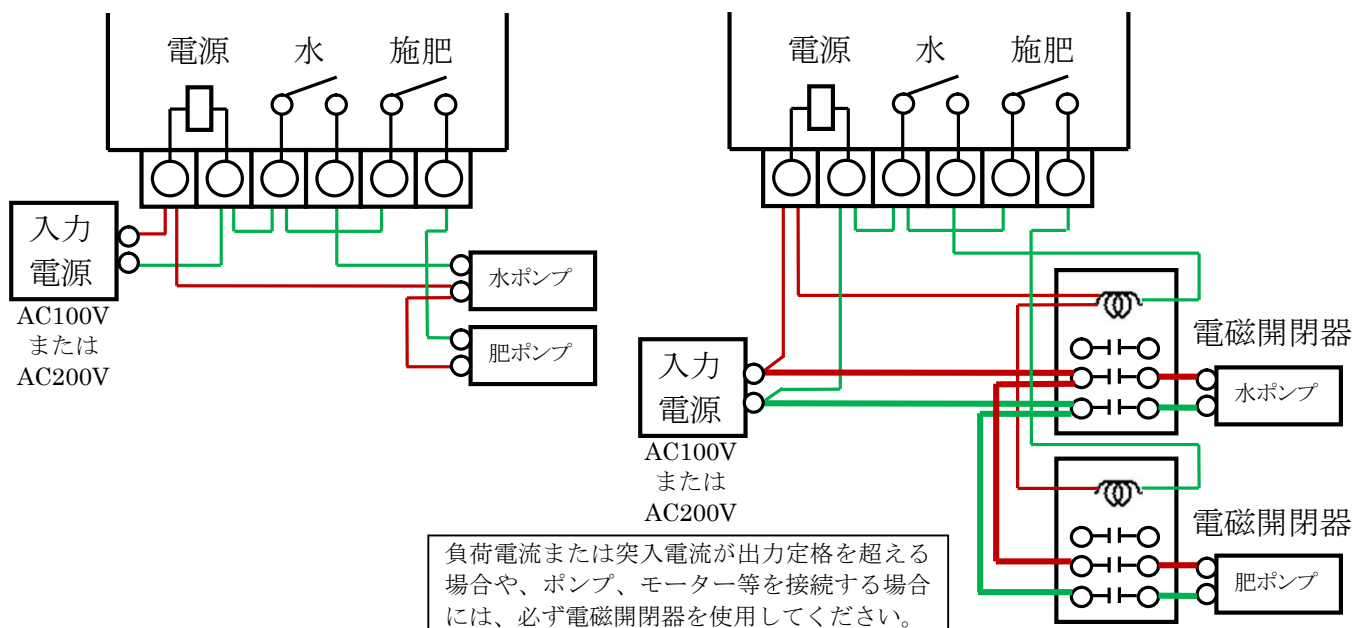 電源
水
施肥
入力
電源
AC100V
または
AC200V
水ポンプ
肥ポンプ
電源
水
施肥
入力
電源
AC100V
または
AC200V
電磁開閉器
水ポンプ
電磁開閉器
肥ポンプ
負荷電流または突入電流が出力定格を超える
場合や、ポンプ、モーター等を接続する場合
には、必ず電磁開閉器を使用してください。